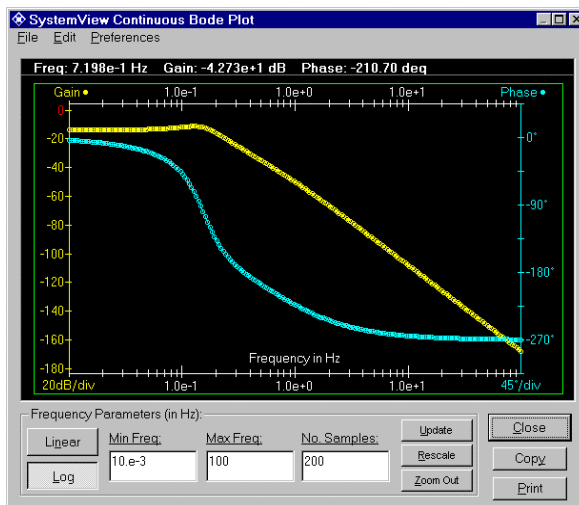 SystemView Continuous Bode Plot
File Edit Preferences
Freq: 7.198e-1 Hz Gain: -4.273e+1 dB Phase: -210.70 deg
Gain 1.0e-1 1.0e+0 1.0e+1 Phase
0
-20
0°
-40
-60
-90°
-80
-100
-180°
-120
-140
-160
-270°
Frequency in Hz
-180
20dB/div 1.0e-1 1.0e+0 1.0e+1 45°/div
Frequency Parameters (in Hz):
Linear Min Freq: Max Freq: No. Samples: Update Close
10.e-3 100 200 Rescale Copy
Log Zoom Out Print